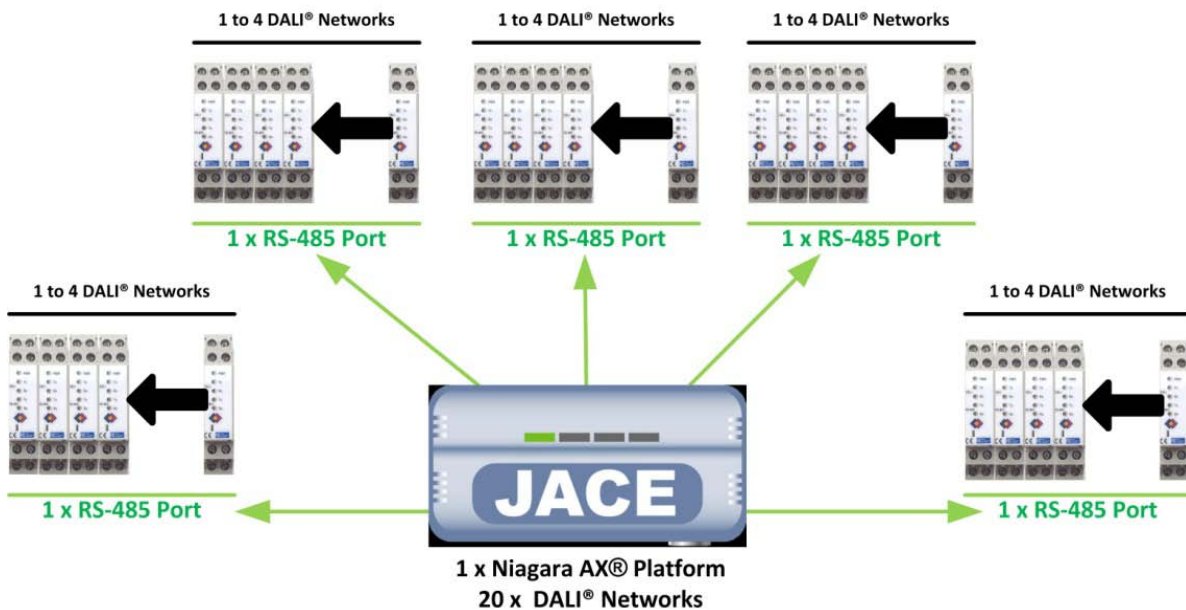 1 to 4 DALI® Networks
1 to 4 DALI® Networks
1 to 4 DALI® Networks
1 x RS-485 Port
1 x RS-485 Port
1 x RS-485 Port
1 to 4 DALI® Networks
1 to 4 DALI® Networks
1 x RS-485 Port
1 x RS-485 Port
JACE
1 x Niagara AX® Platform
20 x DALI® Networks